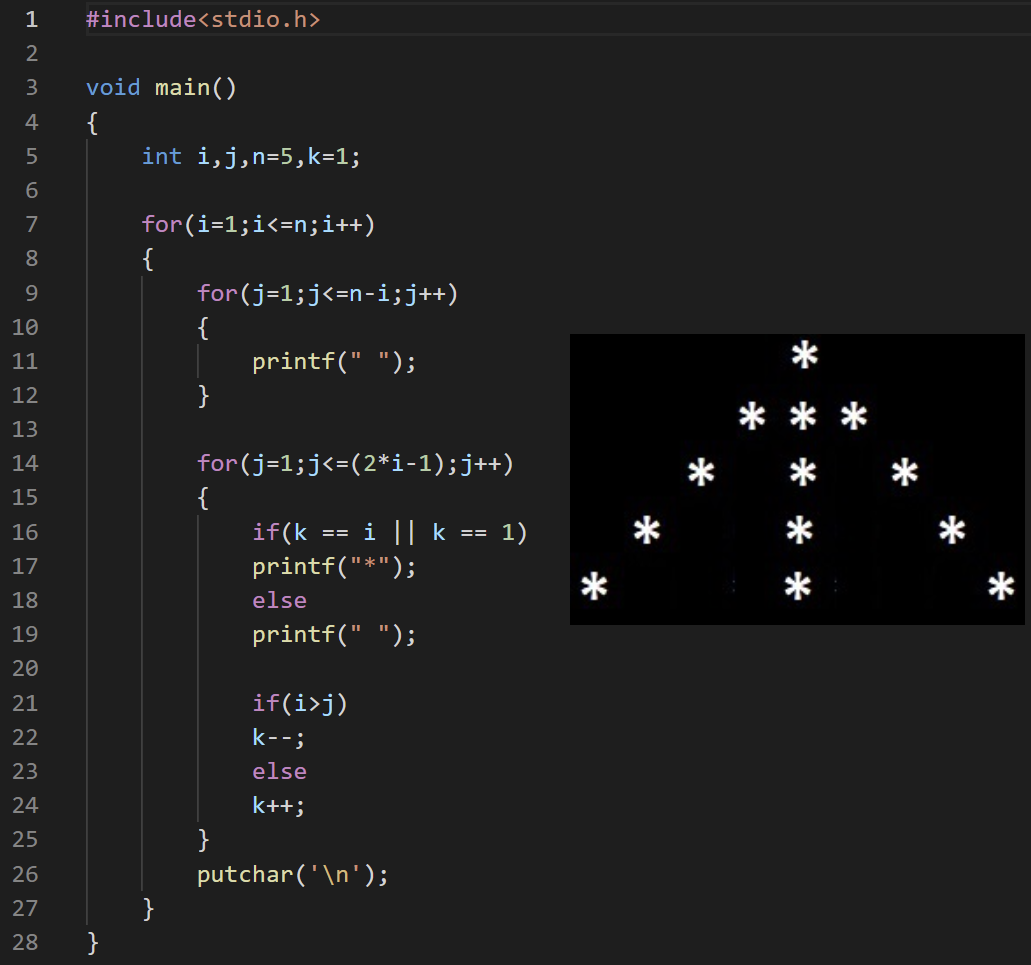 1 #include<stdio.h>
2
3 void main()
4 {
5     int i,j,n=5,k=1;
6
7     for(i=1;i<=n;i++)
8     {
9         for(j=1;j<=n-i;j++)
10         {
11             printf(" ");
12         }
13
14         for(j=1;j<=(2*i-1);j++)
15         {
16             if(k == i || k == 1)
17             printf("*");
18             else
19             printf(" ");
20
21             if(i>j)
22             k--;
23             else
24             k++;
25         }
26         putchar('\n');
27     }
28 }
        *
      * * *
    *   *   *
  *     *     *
*       *       *